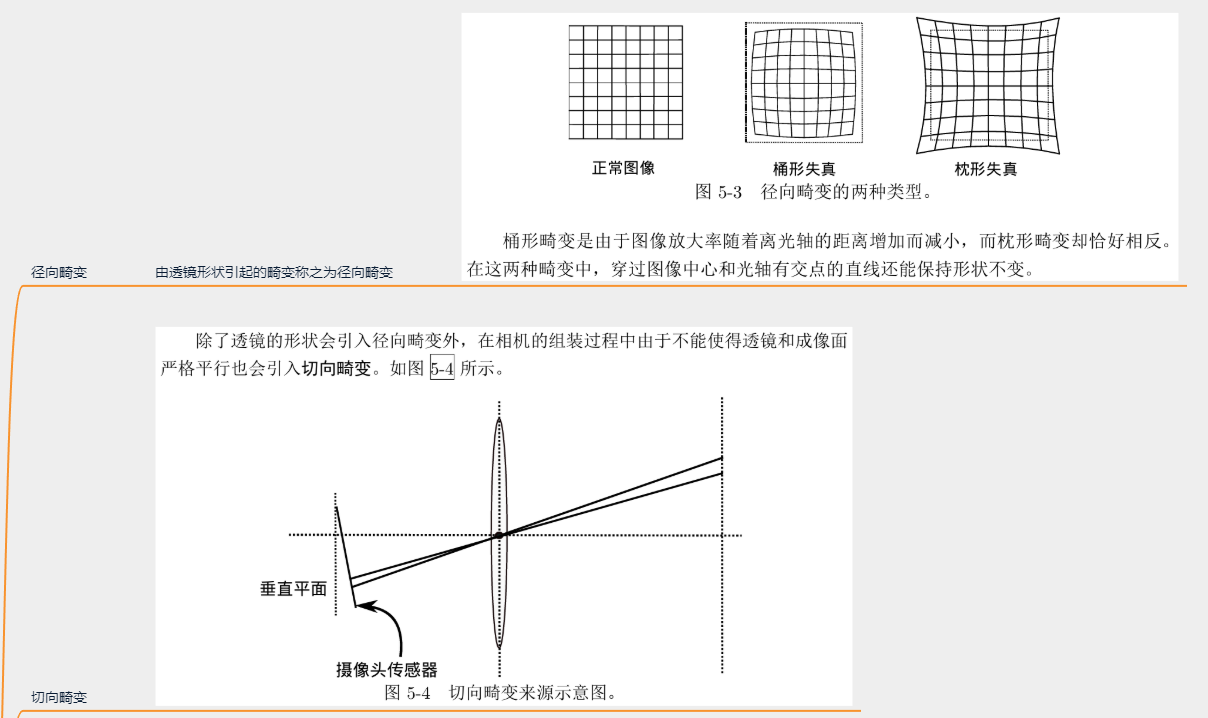 正常图像
桶形失真
枕形失真
图 5-3 径向畸变的两种类型。
桶形畸变是由于图像放大率随着离光轴的距离增加而减小，而枕形畸变却恰好相反。
在这两种畸变中，穿过图像中心和光轴有交点的直线还能保持形状不变。
径向畸变
由透镜形状引起的畸变称之为径向畸变
除了透镜的形状会引入径向畸变外，在相机的组装过程中由于不能使得透镜和成像面
严格平行也会引入切向畸变。如图 5-4 所示。
垂直平面
摄像头传感器
图 5-4 切向畸变来源示意图。
切向畸变